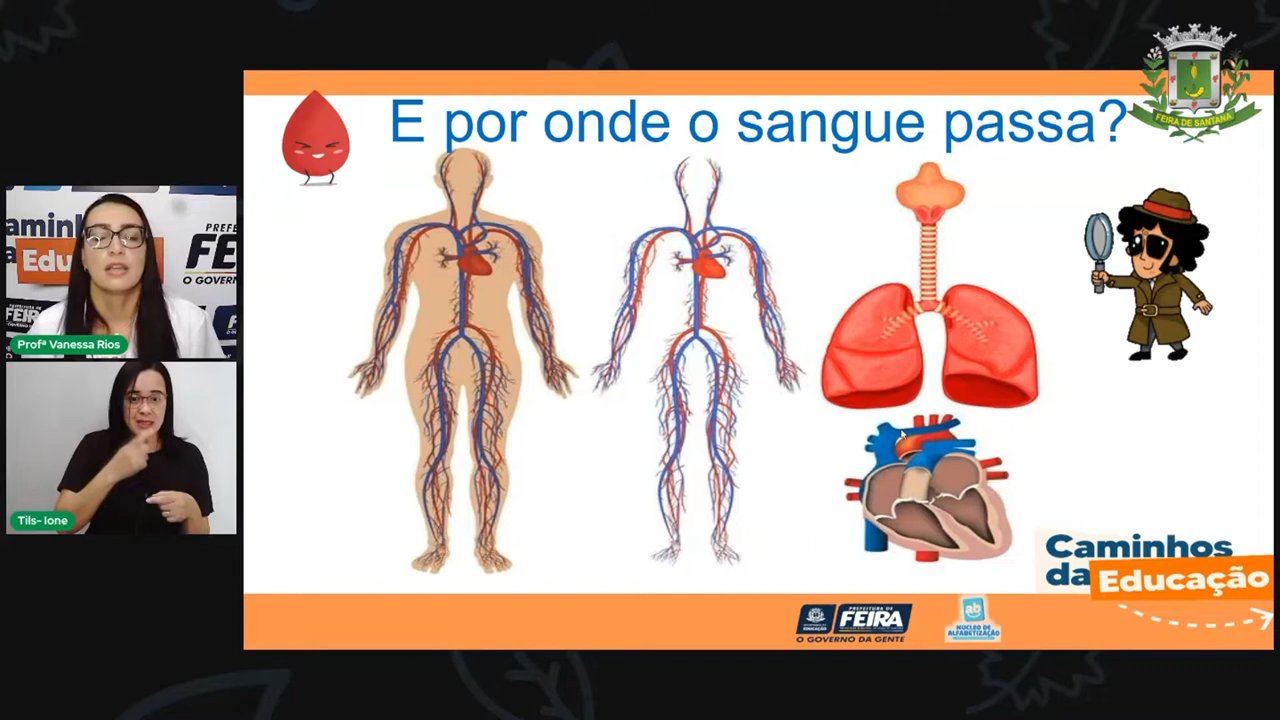 E por onde o sangue passa?
FEIRA DE SANTANA
Profª Vanessa Rios
Tils- Ione
Caminhos
da Educação
PREFEITURA DE
FEIRA
O GOVERNO DA GENTE
ab
NÚCLEO DE
ALFABETIZAÇÃO